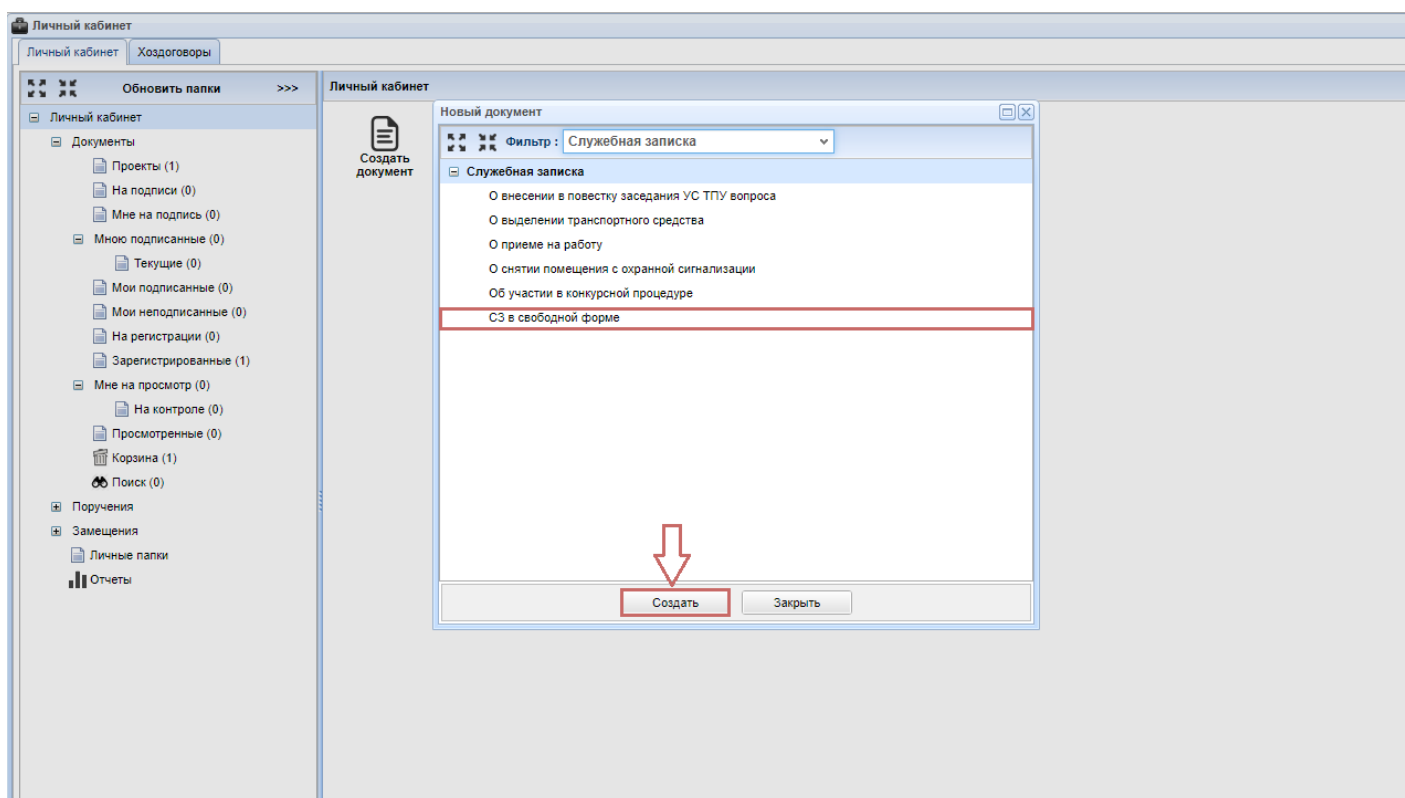 Личный кабинет
Личный кабинет Хоздоговоры
Обновить папки >>>
Личный кабинет
Документы
Проекты (1)
На подписи (0)
Мне на подпись (0)
Мною подписанные (0)
Текущие (0)
Мои подписанные (0)
Мои неподписанные (0)
На регистрации (0)
Зарегистрированные (1)
Мне на просмотр (0)
На контроле (0)
Просмотренные (0)
Корзина (1)
Поиск (0)
Поручения
Замещения
Личные папки
Отчеты
Личный кабинет
Создать
документ
Новый документ
Фильтр : Служебная записка
Служебная записка
О внесении в повестку заседания УС ТПУ вопроса
О выделении транспортного средства
О приеме на работу
О снятии помещения с охранной сигнализации
Об участии в конкурсной процедуре
СЗ в свободной форме
Создать Закрыть